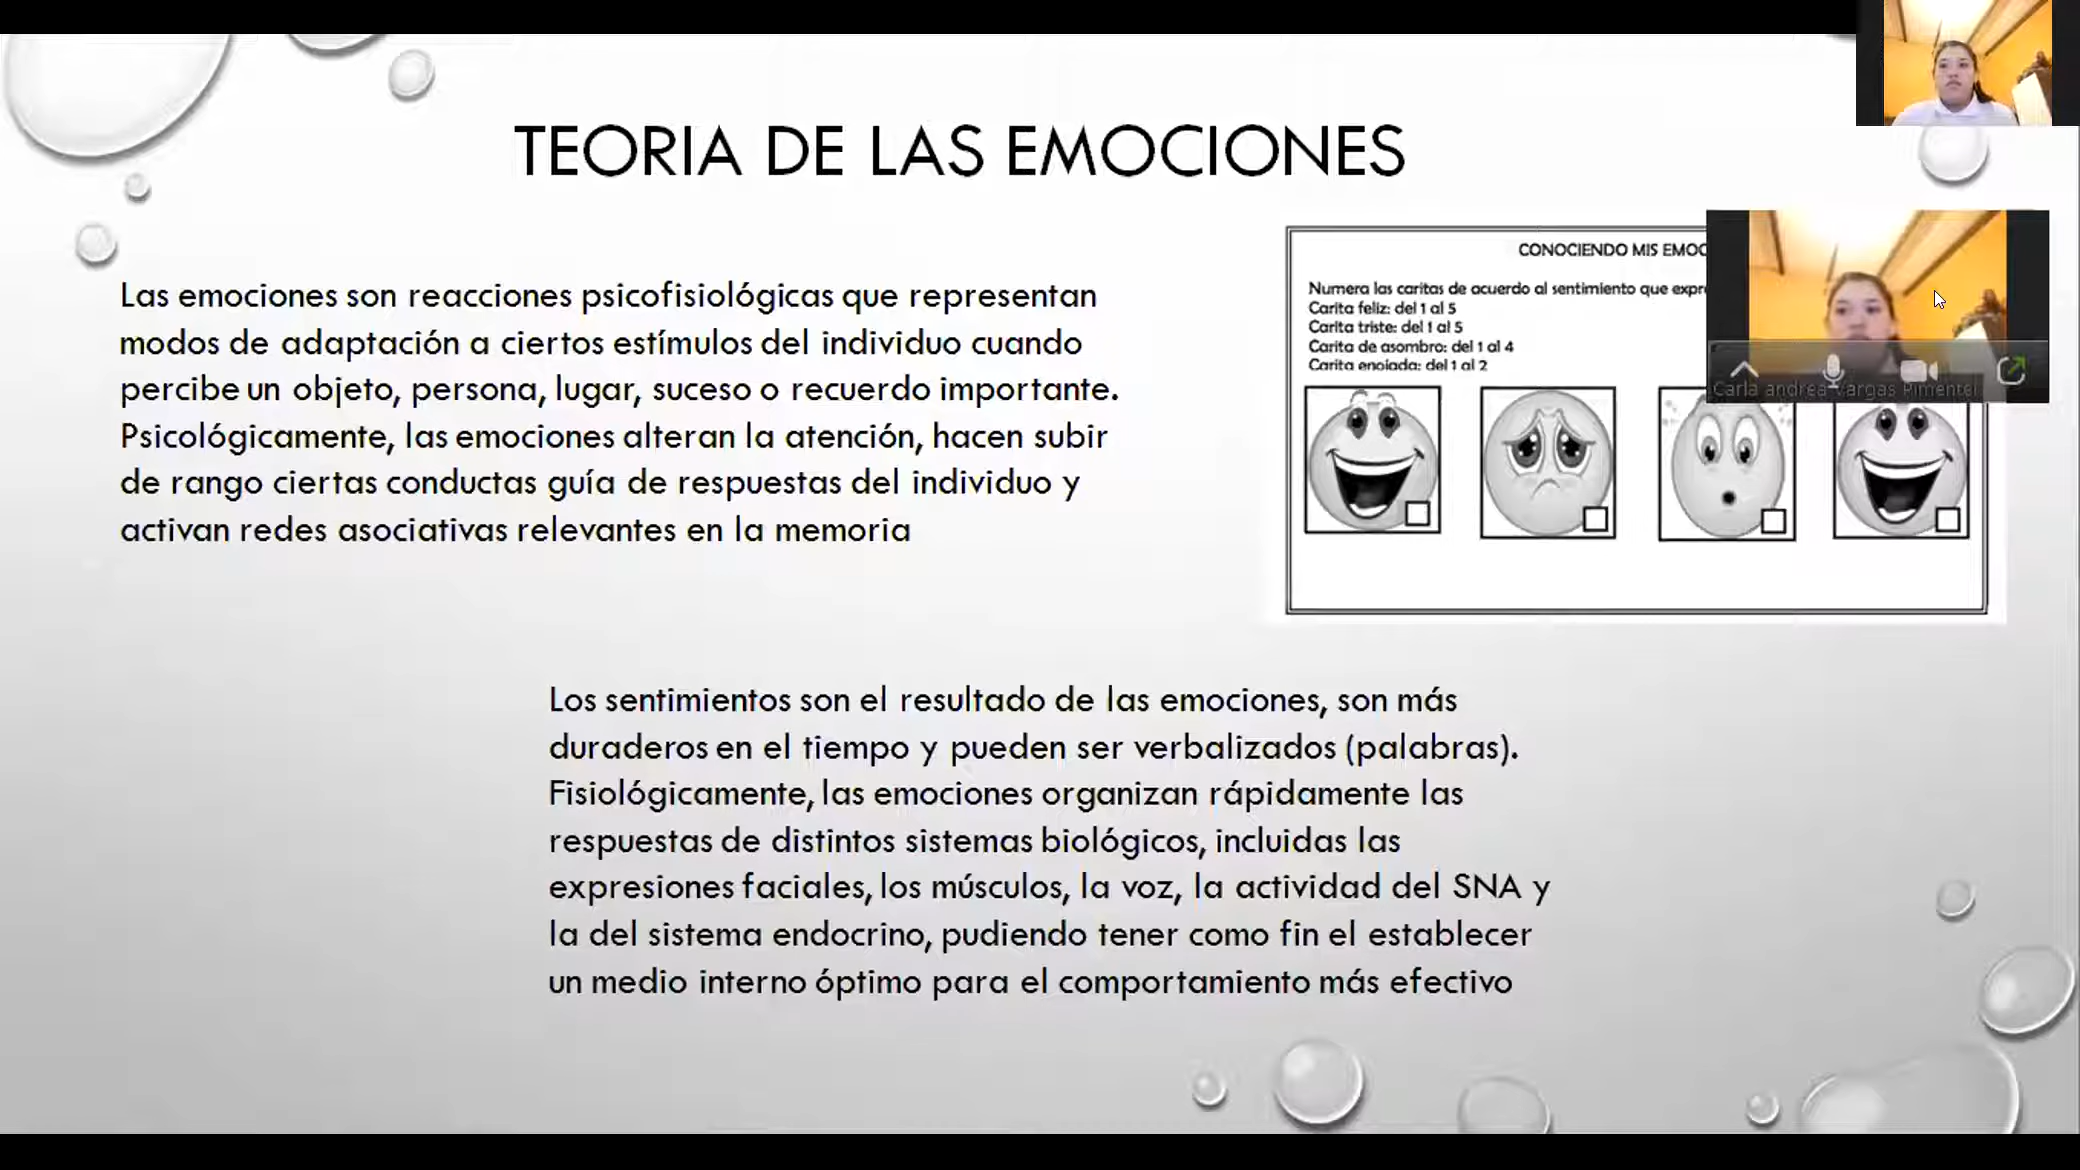 TEORIA DE LAS EMOCIONES
Las emociones son reacciones psicofisiológicas que representan
modos de adaptación a ciertos estímulos del individuo cuando
percibe un objeto, persona, lugar, suceso o recuerdo importante.
Psicológicamente, las emociones alteran la atención, hacen subir
de rango ciertas conductas guía de respuestas del individuo y
activan redes asociativas relevantes en la memoria
CONOCIENDO MIS EMOC
Numera las caritas de acuerdo al sentimiento que expr
Carita feliz: del 1 al 5
Carita triste: del 1 al 5
Carita de asombro: del 1 al 4
Carita enojada: del 1 al 2
Carla andrea Vargas Pimentel
Los sentimientos son el resultado de las emociones, son más
duraderos en el tiempo y pueden ser verbalizados (palabras).
Fisiológicamente, las emociones organizan rápidamente las
respuestas de distintos sistemas biológicos, incluidas las
expresiones faciales, los músculos, la voz, la actividad del SNA y
la del sistema endocrino, pudiendo tener como fin el establecer
un medio interno óptimo para el comportamiento más efectivo